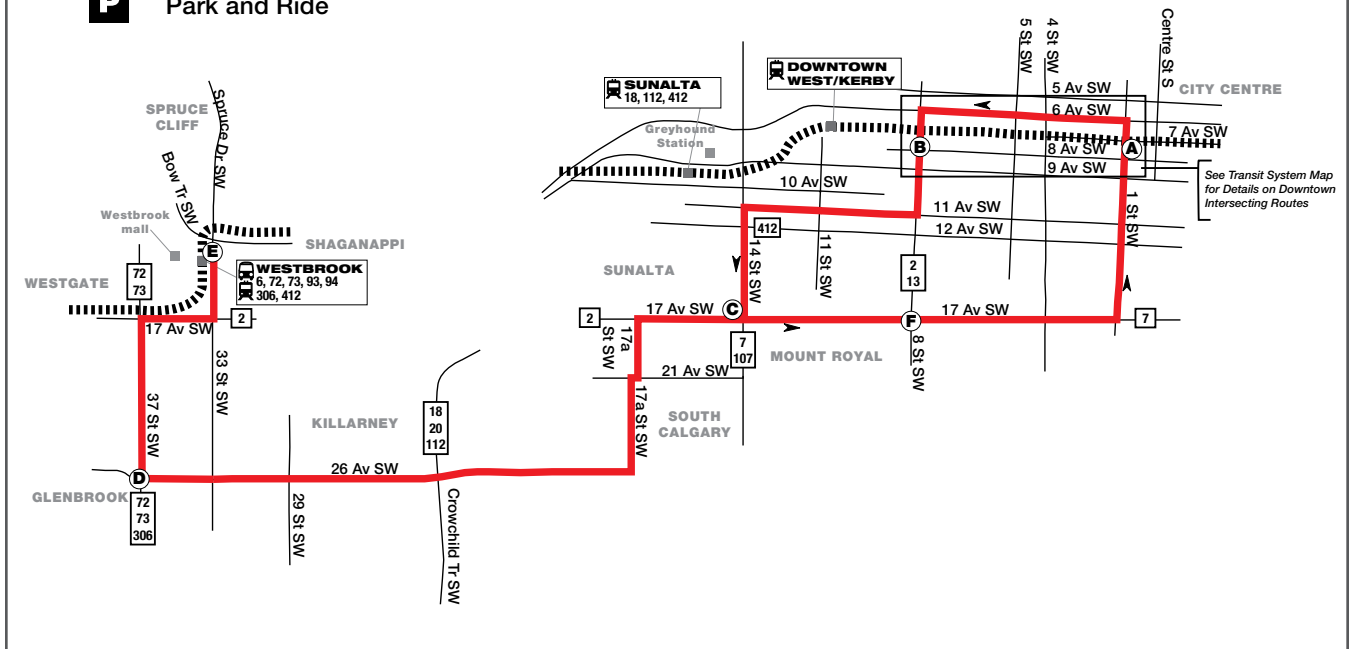 P
Park and Ride
SPRUCE
CLIFF
Spruce Dr SW
Bow Tr SW
Westbrook
mall
SHAGANAPPI
WESTGATE
72
73
E
WESTBROOK
6, 72, 73, 93, 94
306, 412
17 Av SW
2
33 St SW
37 St SW
D
GLENBROOK
72
73
306
KILLARNEY
29 St SW
26 Av SW
18
20
112
Crowchild Tr SW
SUNALTA
18, 112, 412
Greyhound
Station
DOWNTOWN
WEST/KERBY
5 St SW
4 St SW
Centre St S
5 Av SW
CITY CENTRE
6 Av SW
7 Av SW
B
8 Av SW
A
9 Av SW
See Transit System Map
for Details on Downtown
Intersecting Routes
10 Av SW
11 Av SW
12 Av SW
1 St SW
412
14 St SW
11 St SW
2
13
SUNALTA
C
2
17 Av SW
17a
St SW
17 Av SW
F
7
7
107
MOUNT ROYAL
8 St SW
21 Av SW
17a St SW
SOUTH
CALGARY